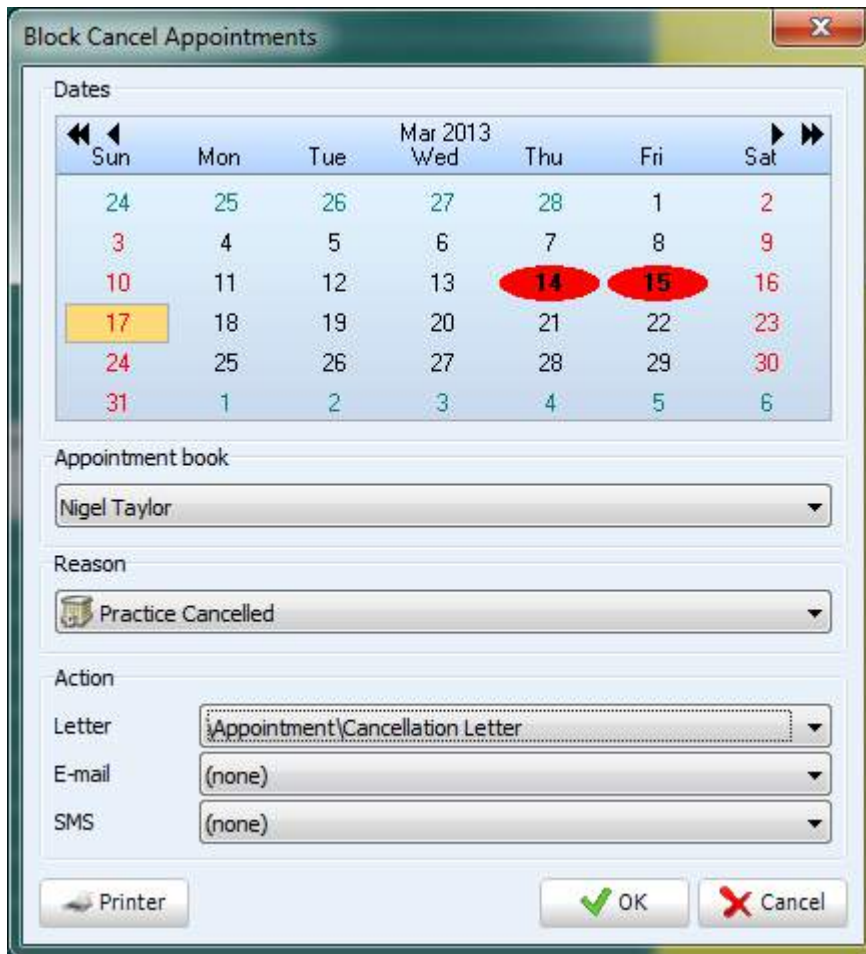 Block Cancel Appointments
Dates
Mar 2013
Sun Mon Tue Wed Thu Fri Sat
24 25 26 27 28 1 2
3 4 5 6 7 8 9
10 11 12 13 14 15 16
17 18 19 20 21 22 23
24 25 26 27 28 29 30
31 1 2 3 4 5 6
Appointment book
Nigel Taylor
Reason
Practice Cancelled
Action
Letter \Appointment\Cancellation Letter
E-mail (none)
SMS (none)
Printer OK Cancel